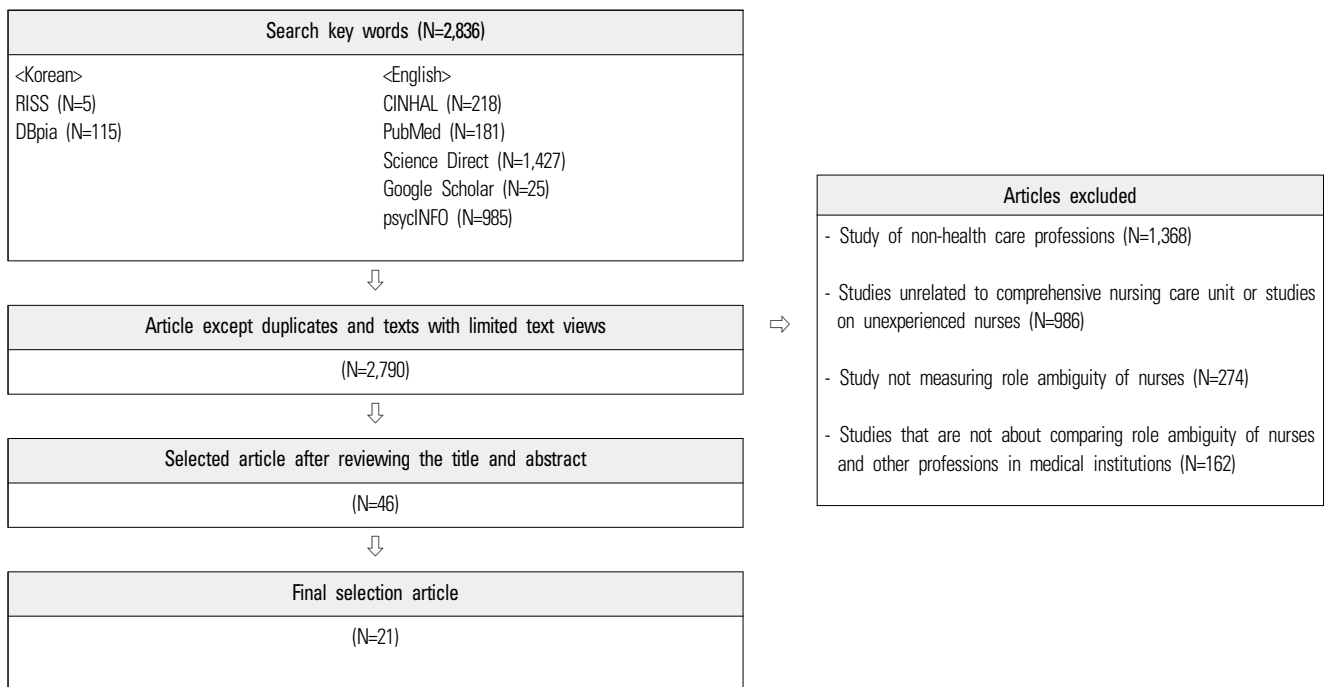 Search key words (N=2,836)
<Korean>
RISS (N=5)
DBpia (N=115)
<English>
CINHAL (N=218)
PubMed (N=181)
Science Direct (N=1,427)
Google Scholar (N=25)
psycINFO (N=985)
⇩
Article except duplicates and texts with limited text views
(N=2,790)
⇨
Articles excluded
- Study of non-health care professions (N=1,368)
- Studies unrelated to comprehensive nursing care unit or studies
on unexperienced nurses (N=986)
- Study not measuring role ambiguity of nurses (N=274)
- Studies that are not about comparing role ambiguity of nurses
and other professions in medical institutions (N=162)
⇩
Selected article after reviewing the title and abstract
(N=46)
⇩
Final selection article
(N=21)